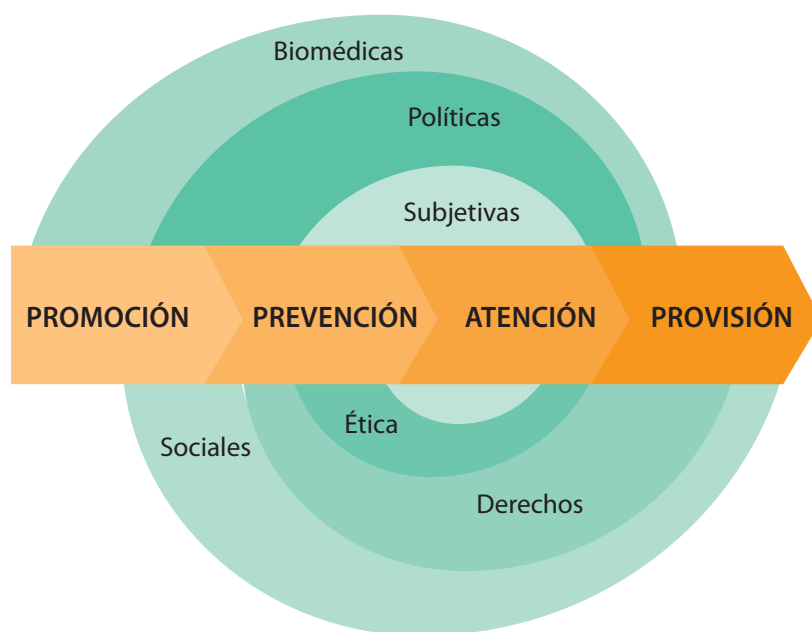 Biomédicas
Políticas
Subjetivas
PROMOCIÓN PREVENCIÓN ATENCIÓN PROVISIÓN
Ética
Sociales
Derechos